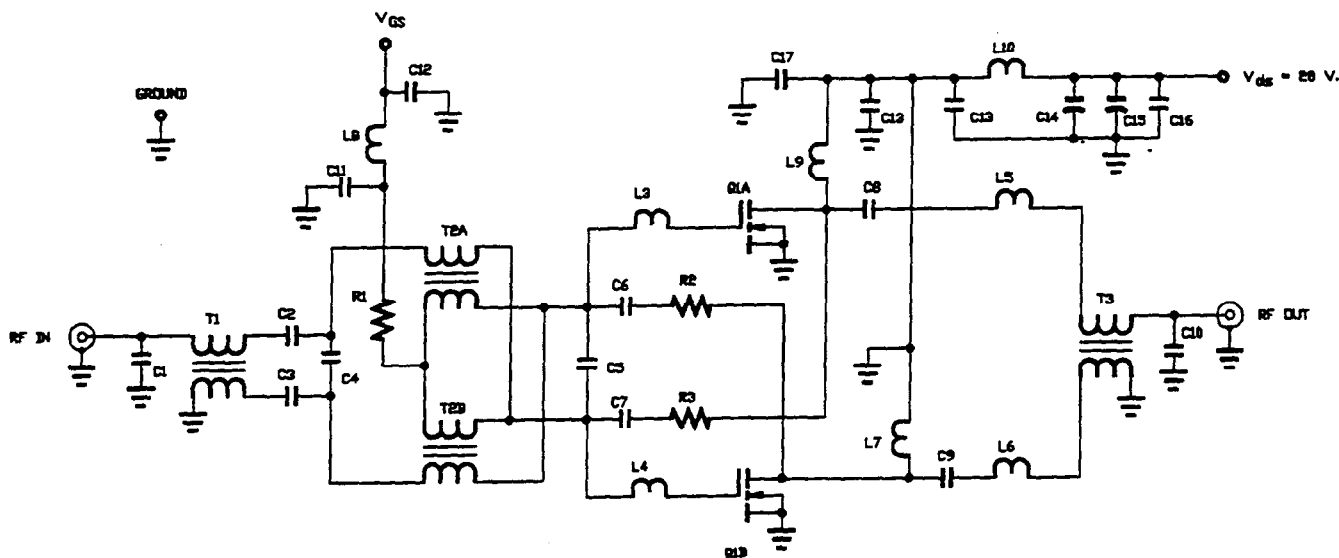 VGS
C12
C17
L10
Vds = 28 V.
GROUND
L8
C13
C13
C14
C15
C16
C11
L9
L3
Q1A
C8
L5
T2A
R1
C6
R2
T3
RF IN
T1
C2
C1
C3
C4
C5
RF OUT
C10
T2B
C7
R3
L7
L4
C9
L6
Q1B